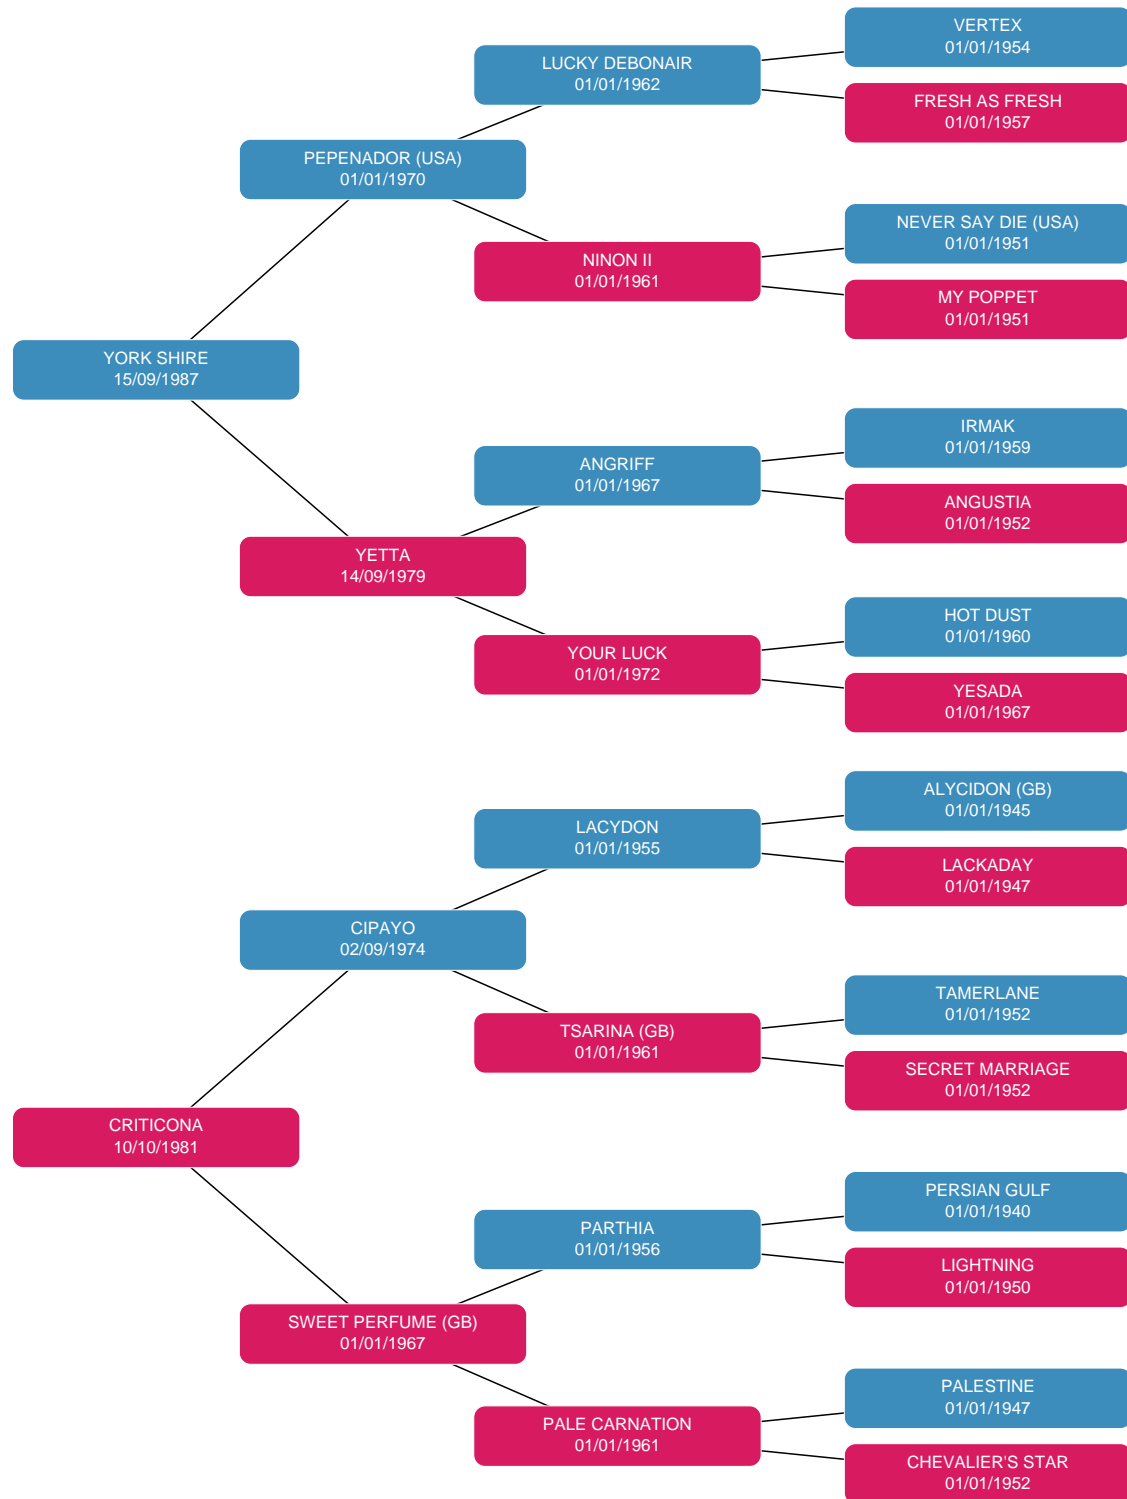 VERTEX
01/01/1954
LUCKY DEBONAIR
01/01/1962
FRESH AS FRESH
01/01/1957
PEPENADOR (USA)
01/01/1970
NEVER SAY DIE (USA)
01/01/1951
NINON II
01/01/1961
MY POPPET
01/01/1951
YORK SHIRE
15/09/1987
IRMAK
01/01/1959
ANGRIFF
01/01/1967
ANGUSTIA
01/01/1952
YETTA
14/09/1979
HOT DUST
01/01/1960
YOUR LUCK
01/01/1972
YESADA
01/01/1967
ALYCIDON (GB)
01/01/1945
LACYDON
01/01/1955
LACKADAY
01/01/1947
CIPAYO
02/09/1974
TAMERLANE
01/01/1952
TSARINA (GB)
01/01/1961
SECRET MARRIAGE
01/01/1952
CRITICONA
10/10/1981
PERSIAN GULF
01/01/1940
PARTHIA
01/01/1956
LIGHTNING
01/01/1950
SWEET PERFUME (GB)
01/01/1967
PALESTINE
01/01/1947
PALE CARNATION
01/01/1961
CHEVALIER'S STAR
01/01/1952